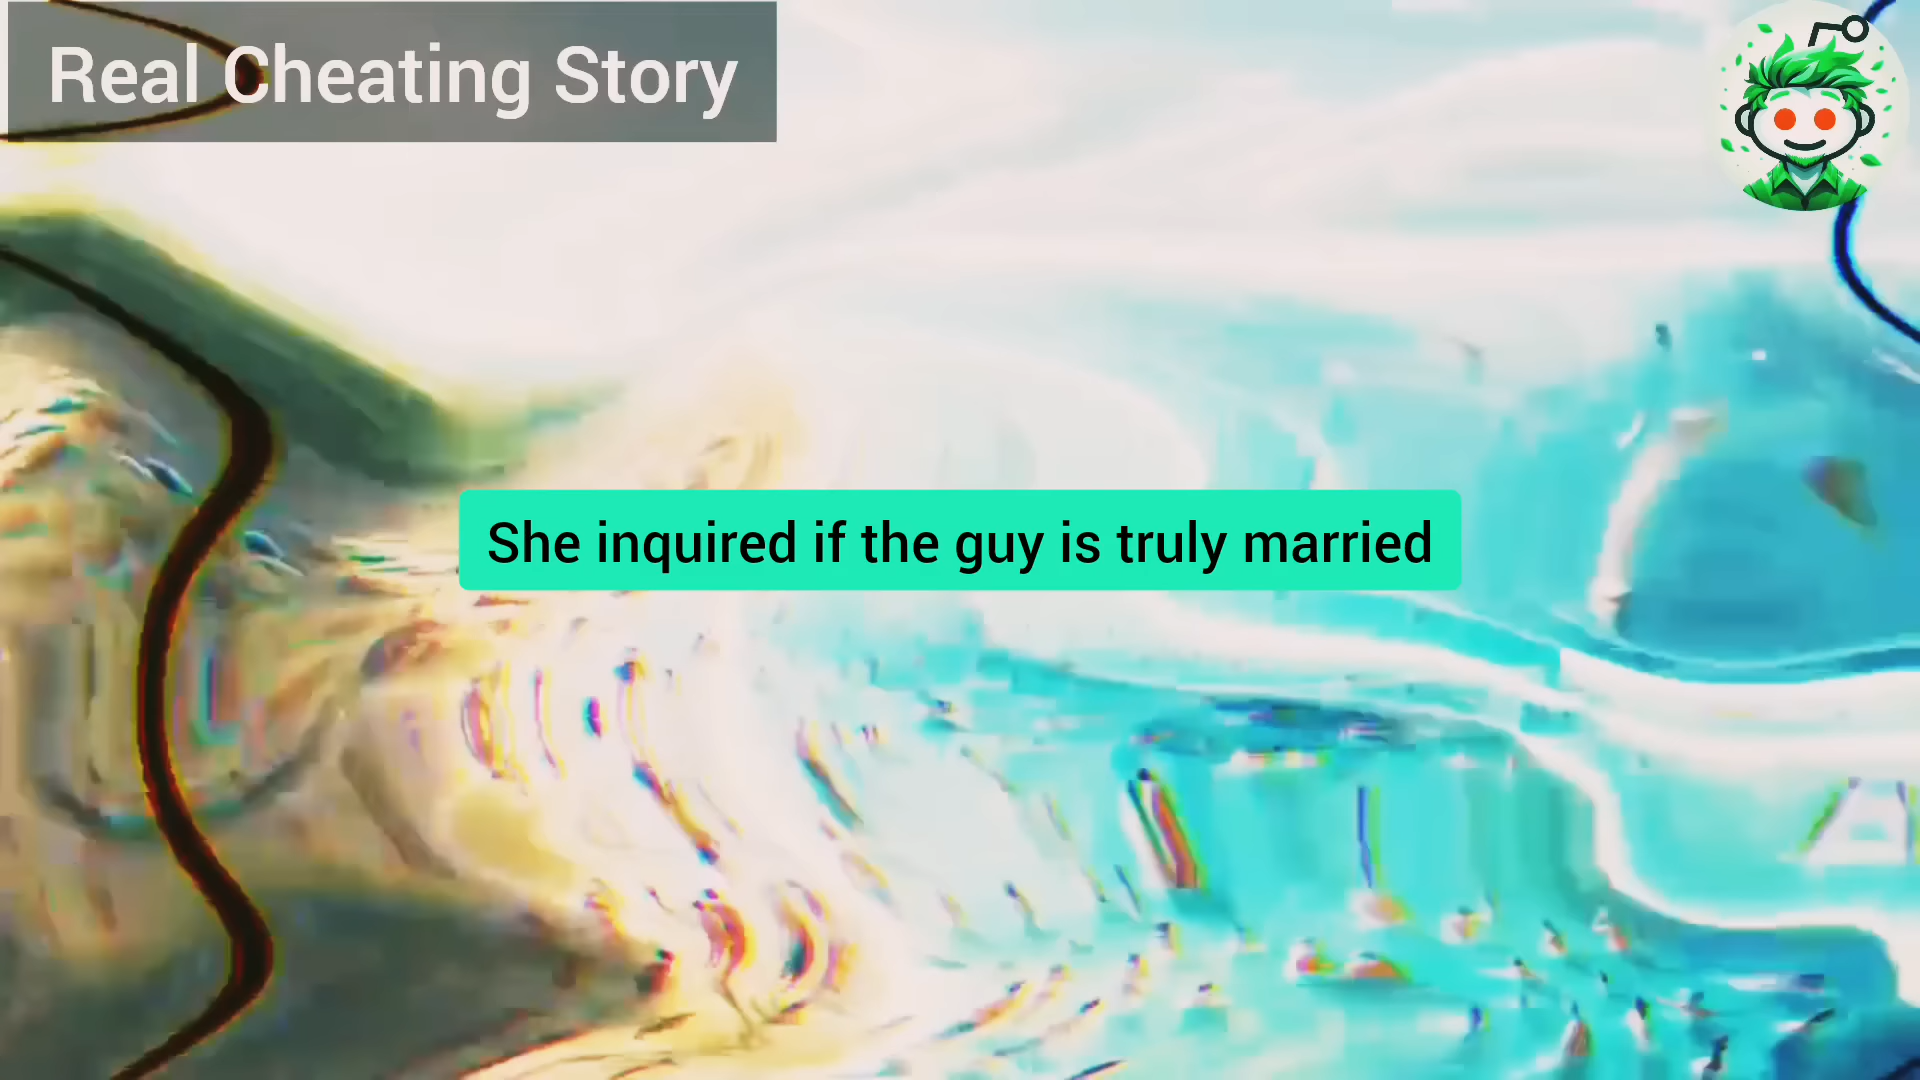 Real Cheating Story
She inquired if the guy is truly married